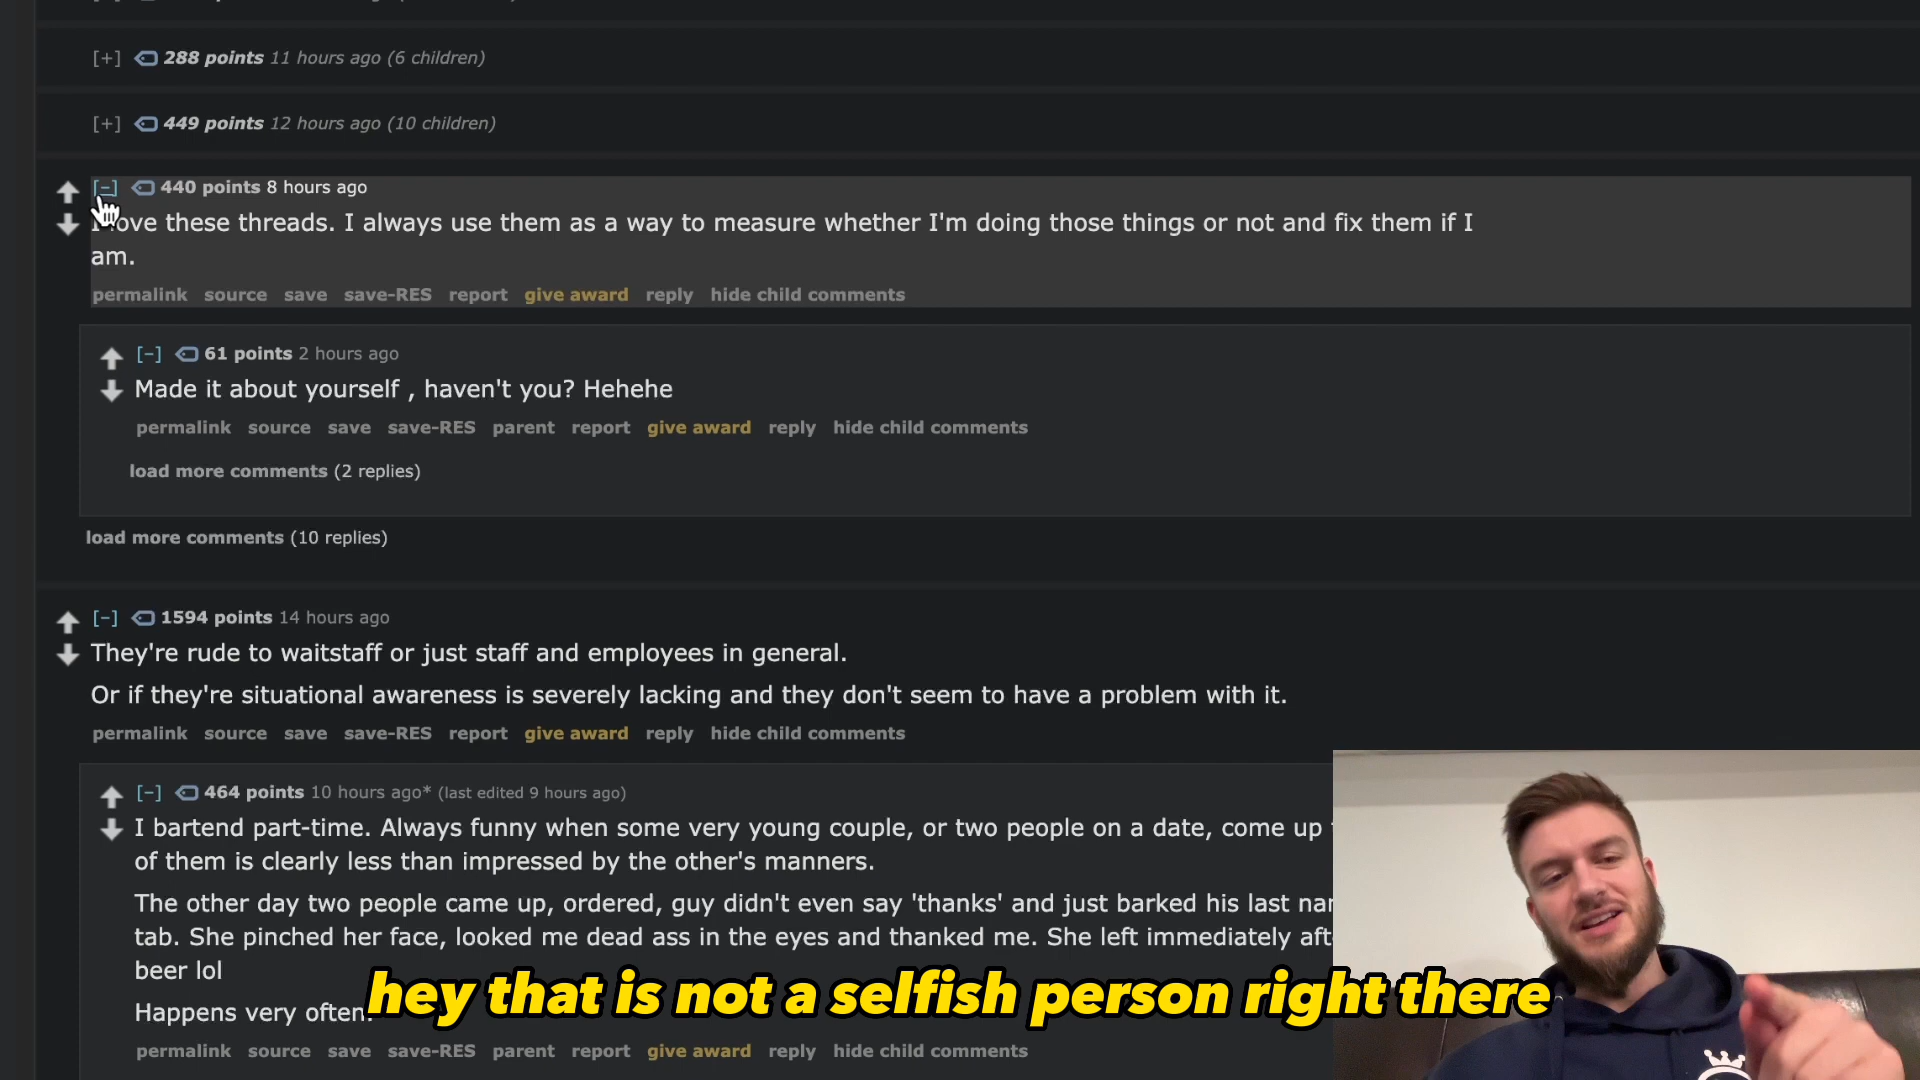 [+] 288 points 11 hours ago (6 children)
[+] 449 points 12 hours ago (10 children)
[-] 440 points 8 hours ago
love these threads. I always use them as a way to measure whether I'm doing those things or not and fix them if I
am.
permalink source save save-RES report give award reply hide child comments
[-] 61 points 2 hours ago
Made it about yourself , haven't you? Hehehe
permalink source save save-RES parent report give award reply hide child comments
load more comments (2 replies)
load more comments (10 replies)
[-] 1594 points 14 hours ago
They're rude to waitstaff or just staff and employees in general.
Or if they're situational awareness is severely lacking and they don't seem to have a problem with it.
permalink source save save-RES report give award reply hide child comments
[-] 464 points 10 hours ago* (last edited 9 hours ago)
I bartend part-time. Always funny when some very young couple, or two people on a date, come up
of them is clearly less than impressed by the other's manners.
The other day two people came up, ordered, guy didn't even say 'thanks' and just barked his last
tab. She pinched her face, looked me dead ass in the eyes and thanked me. She left immediately
beer lol
Happens very often.
hey that is not a selfish person right there
permalink source save save-RES parent report give award reply hide child comments